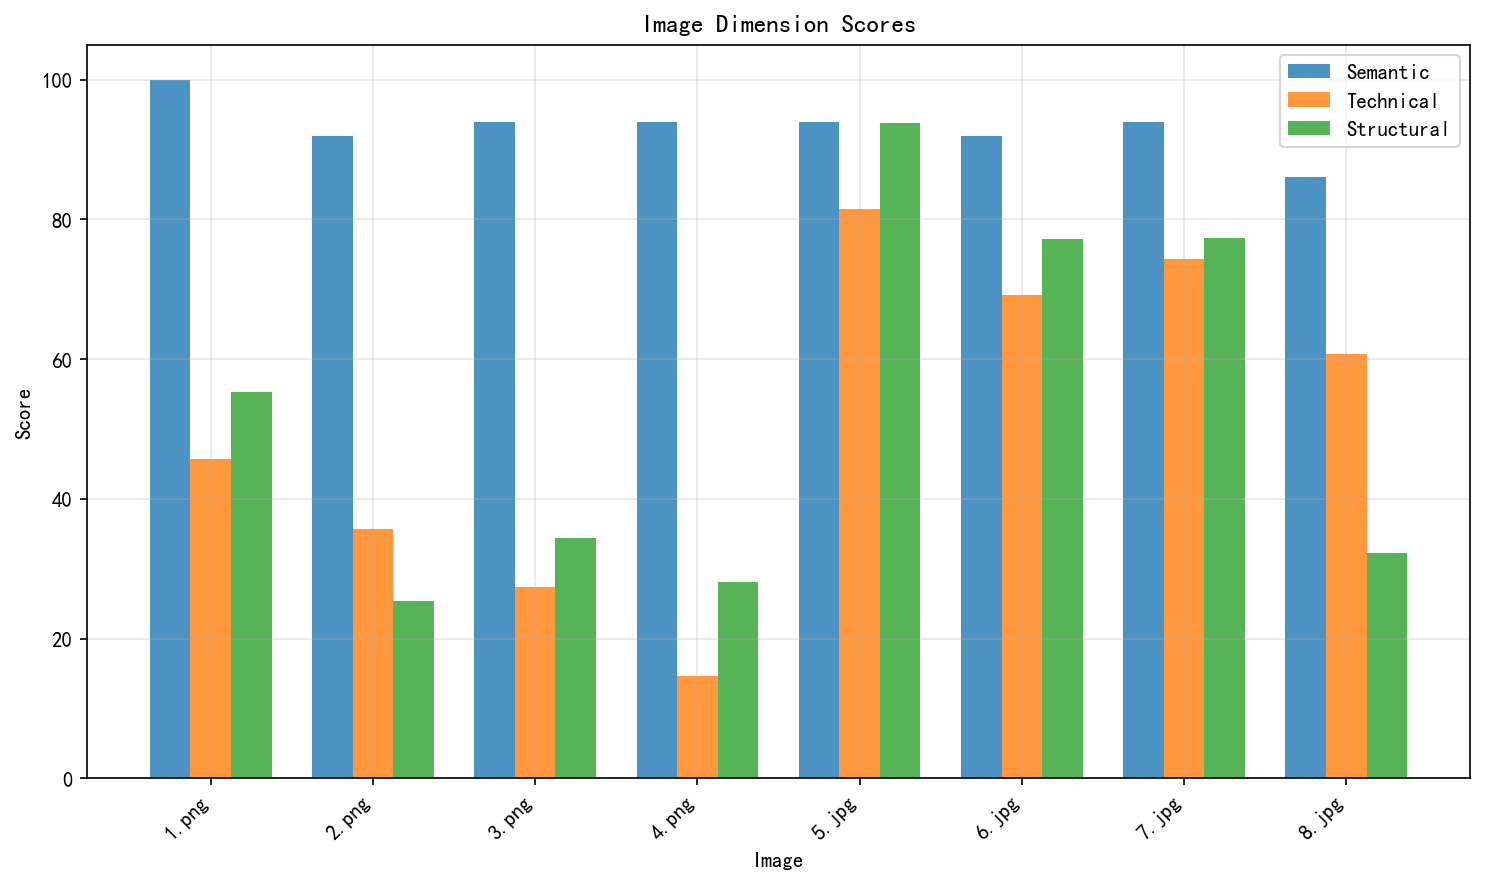 Image Dimension Scores
Semantic
Technical
Structural
Score
100
80
60
40
20
0
1.png
2.png
3.png
4.png
5.jpg
6.jpg
7.jpg
8.jpg
Image